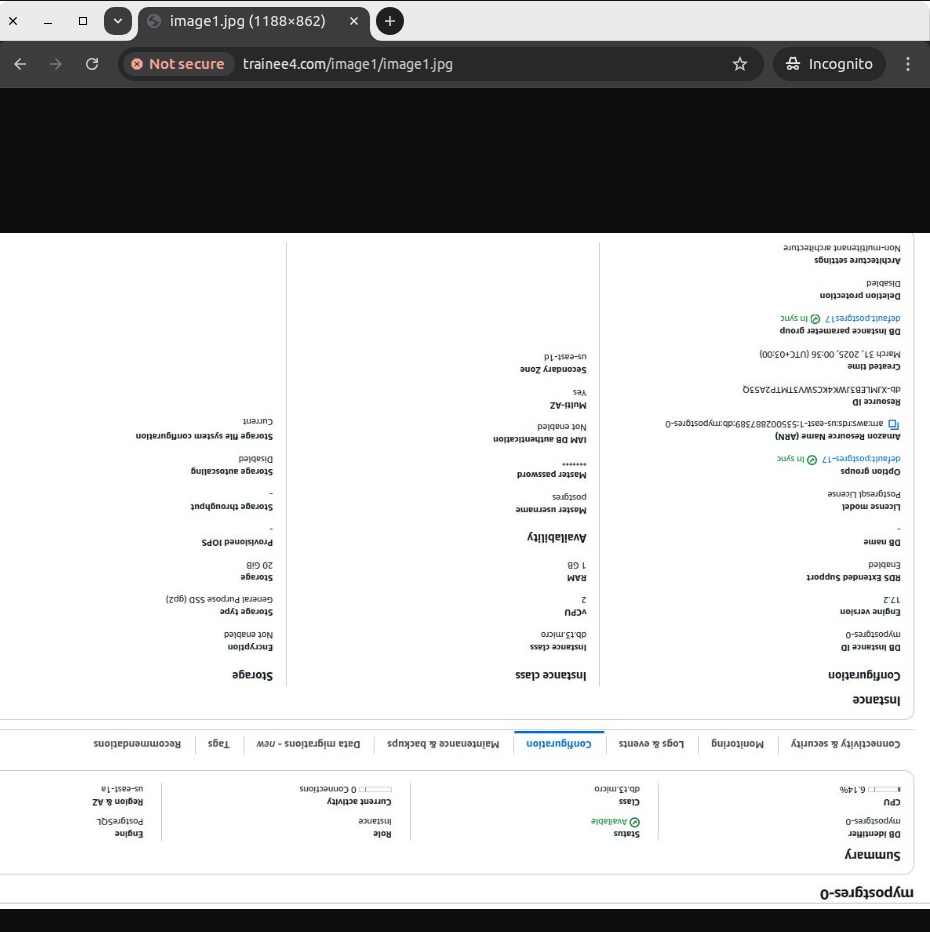 image1.jpg (1188×862)
Not secure
trainee4.com/image1/image1.jpg
Incognito
mypostgres-0
Summary
DB identifier
mypostgres-0
CPU
6.14%
Status
Available
Class
db.t3.micro
Role
Instance
Current activity
0 Connections
Engine
PostgreSQL
Region & AZ
us-east-1a
Connectivity & security
Monitoring
Logs & events
Configuration
Maintenance & backups
Data migrations - new
Tags
Recommendations
Instance
Configuration
DB instance ID
mypostgres-0
Engine version
17.2
RDS Extended Support
Enabled
DB name
-
License model
Postgresql License
Option groups
default:postgres-17 In sync
Amazon Resource Name (ARN)
arn:aws:rds:us-east-1:535002887389:db:mypostgres-0
Resource ID
db-XJMLEB3JWK4KCSWV3TMTP2A53Q
Created time
March 31, 2025, 00:36 (UTC+03:00)
DB instance parameter group
default.postgres17 In sync
Deletion protection
Disabled
Architecture settings
Non-multitenant architecture
Instance class
Instance class
db.t3.micro
vCPU
2
RAM
1 GB
Availability
Master username
postgres
Master password
*******
IAM DB authentication
Not enabled
Multi-AZ
Yes
Secondary Zone
us-east-1d
Storage
Encryption
Not enabled
Storage type
General Purpose SSD (gp2)
Storage
20 GiB
Provisioned IOPS
-
Storage throughput
-
Storage autoscaling
Disabled
Storage file system configuration
Current